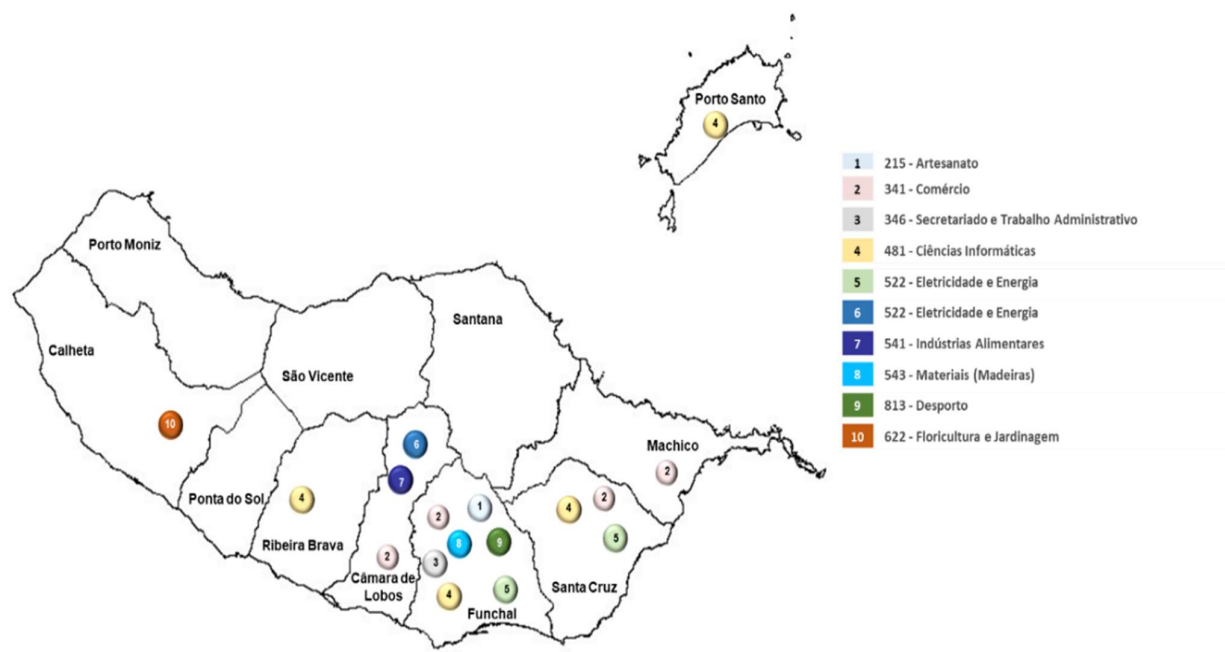 Porto Santo
4
1 215 - Artesanato
2 341 - Comércio
3 346 - Secretariado e Trabalho Administrativo
4 481 - Ciências Informáticas
5 522 - Eletricidade e Energia
6 522 - Eletricidade e Energia
7 541 - Indústrias Alimentares
8 543 - Materiais (Madeiras)
9 813 - Desporto
10 622 - Floricultura e Jardinagem
Porto Moniz
Calheta
10
São Vicente
Santana
Ponta do Sol
4
Ribeira Brava
6
7
2
Câmara de
Lobos
1
2
8
9
3
4
5
Funchal
Machico
2
2
4
5
Santa Cruz